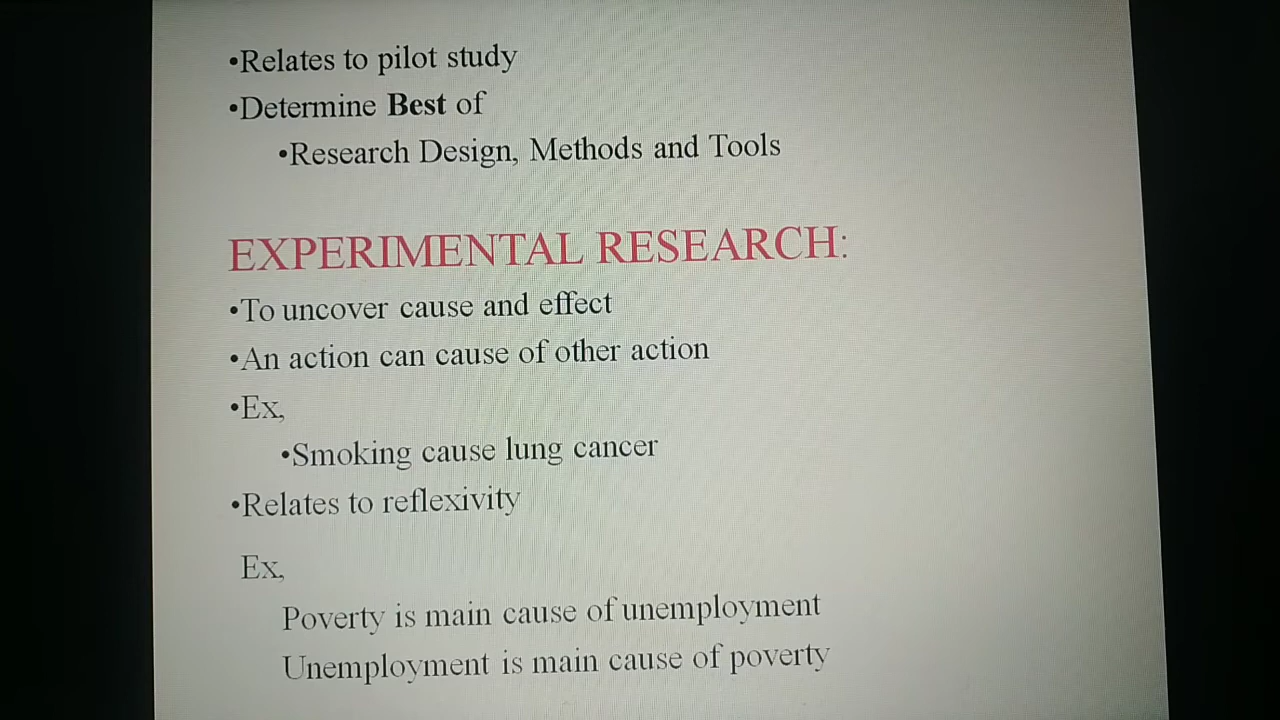 •Relates to pilot study
•Determine Best of
•Research Design, Methods and Tools
EXPERIMENTAL RESEARCH:
•To uncover cause and effect
•An action can cause of other action
•Ex,
•Smoking cause lung cancer
•Relates to reflexivity
Ex,
Poverty is main cause of unemployment
Unemployment is main cause of poverty